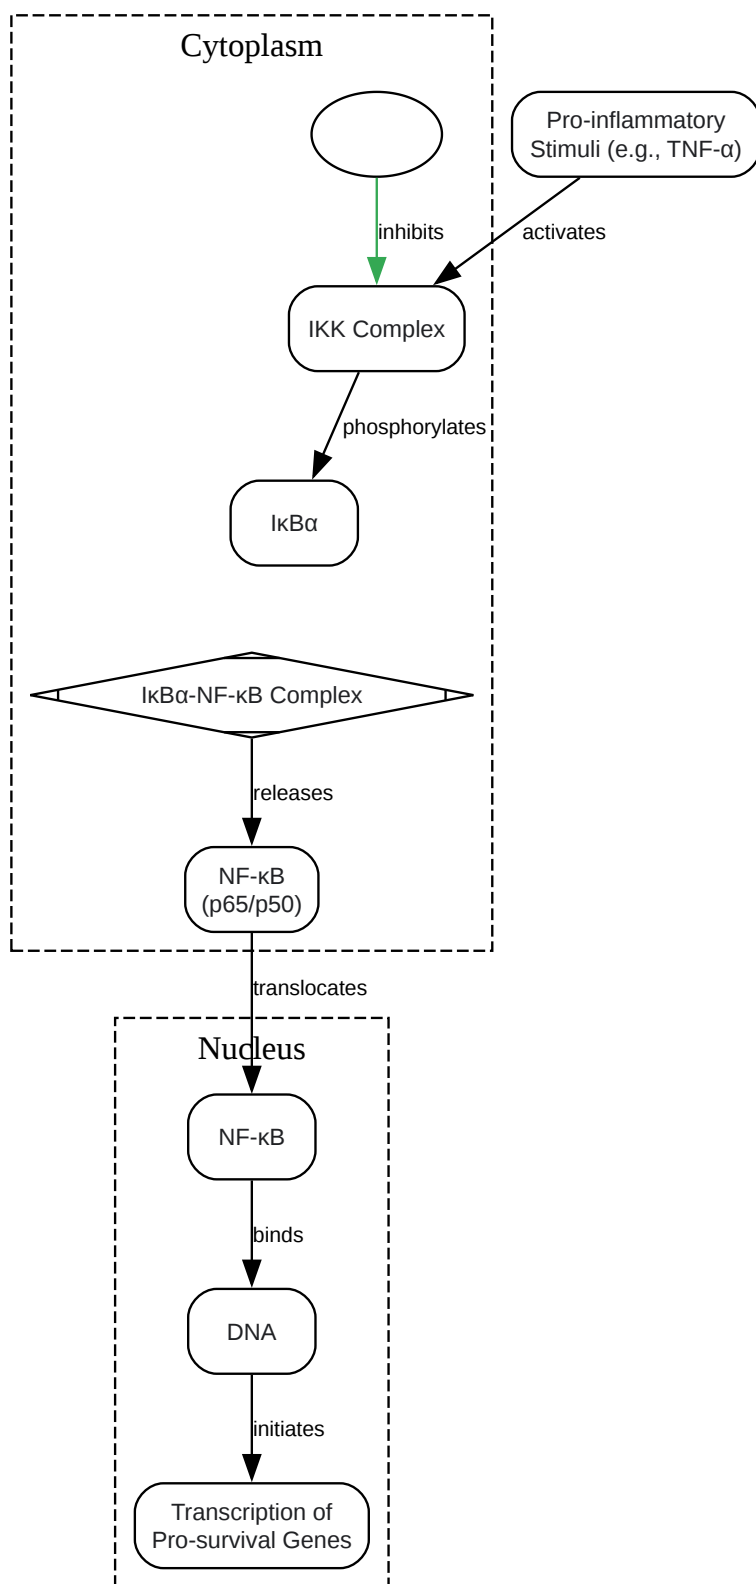 Cytoplasm
Pro-inflammatory
Stimuli (e.g., TNF-α)
inhibits
activates
IKK Complex
phosphorylates
IκBα
IκBα-NF-κB Complex
releases
NF-κB
(p65/p50)
translocates
Nucleus
NF-κB
binds
DNA
initiates
Transcription of
Pro-survival Genes